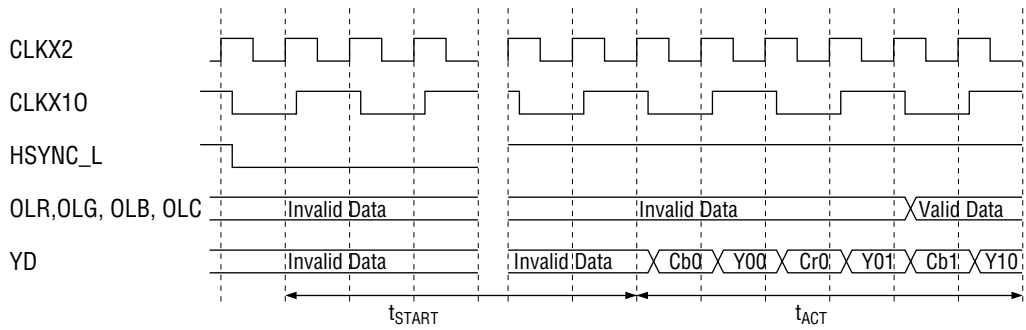 CLKX2
CLKX1O
HSYNC_L
OLR,OLG, OLB, OLC Invalid Data Invalid Data Valid Data
YD Invalid Data Invalid Data Cb0 Y00 Cr0 Y01 Cb1 Y10
tSTART tACT